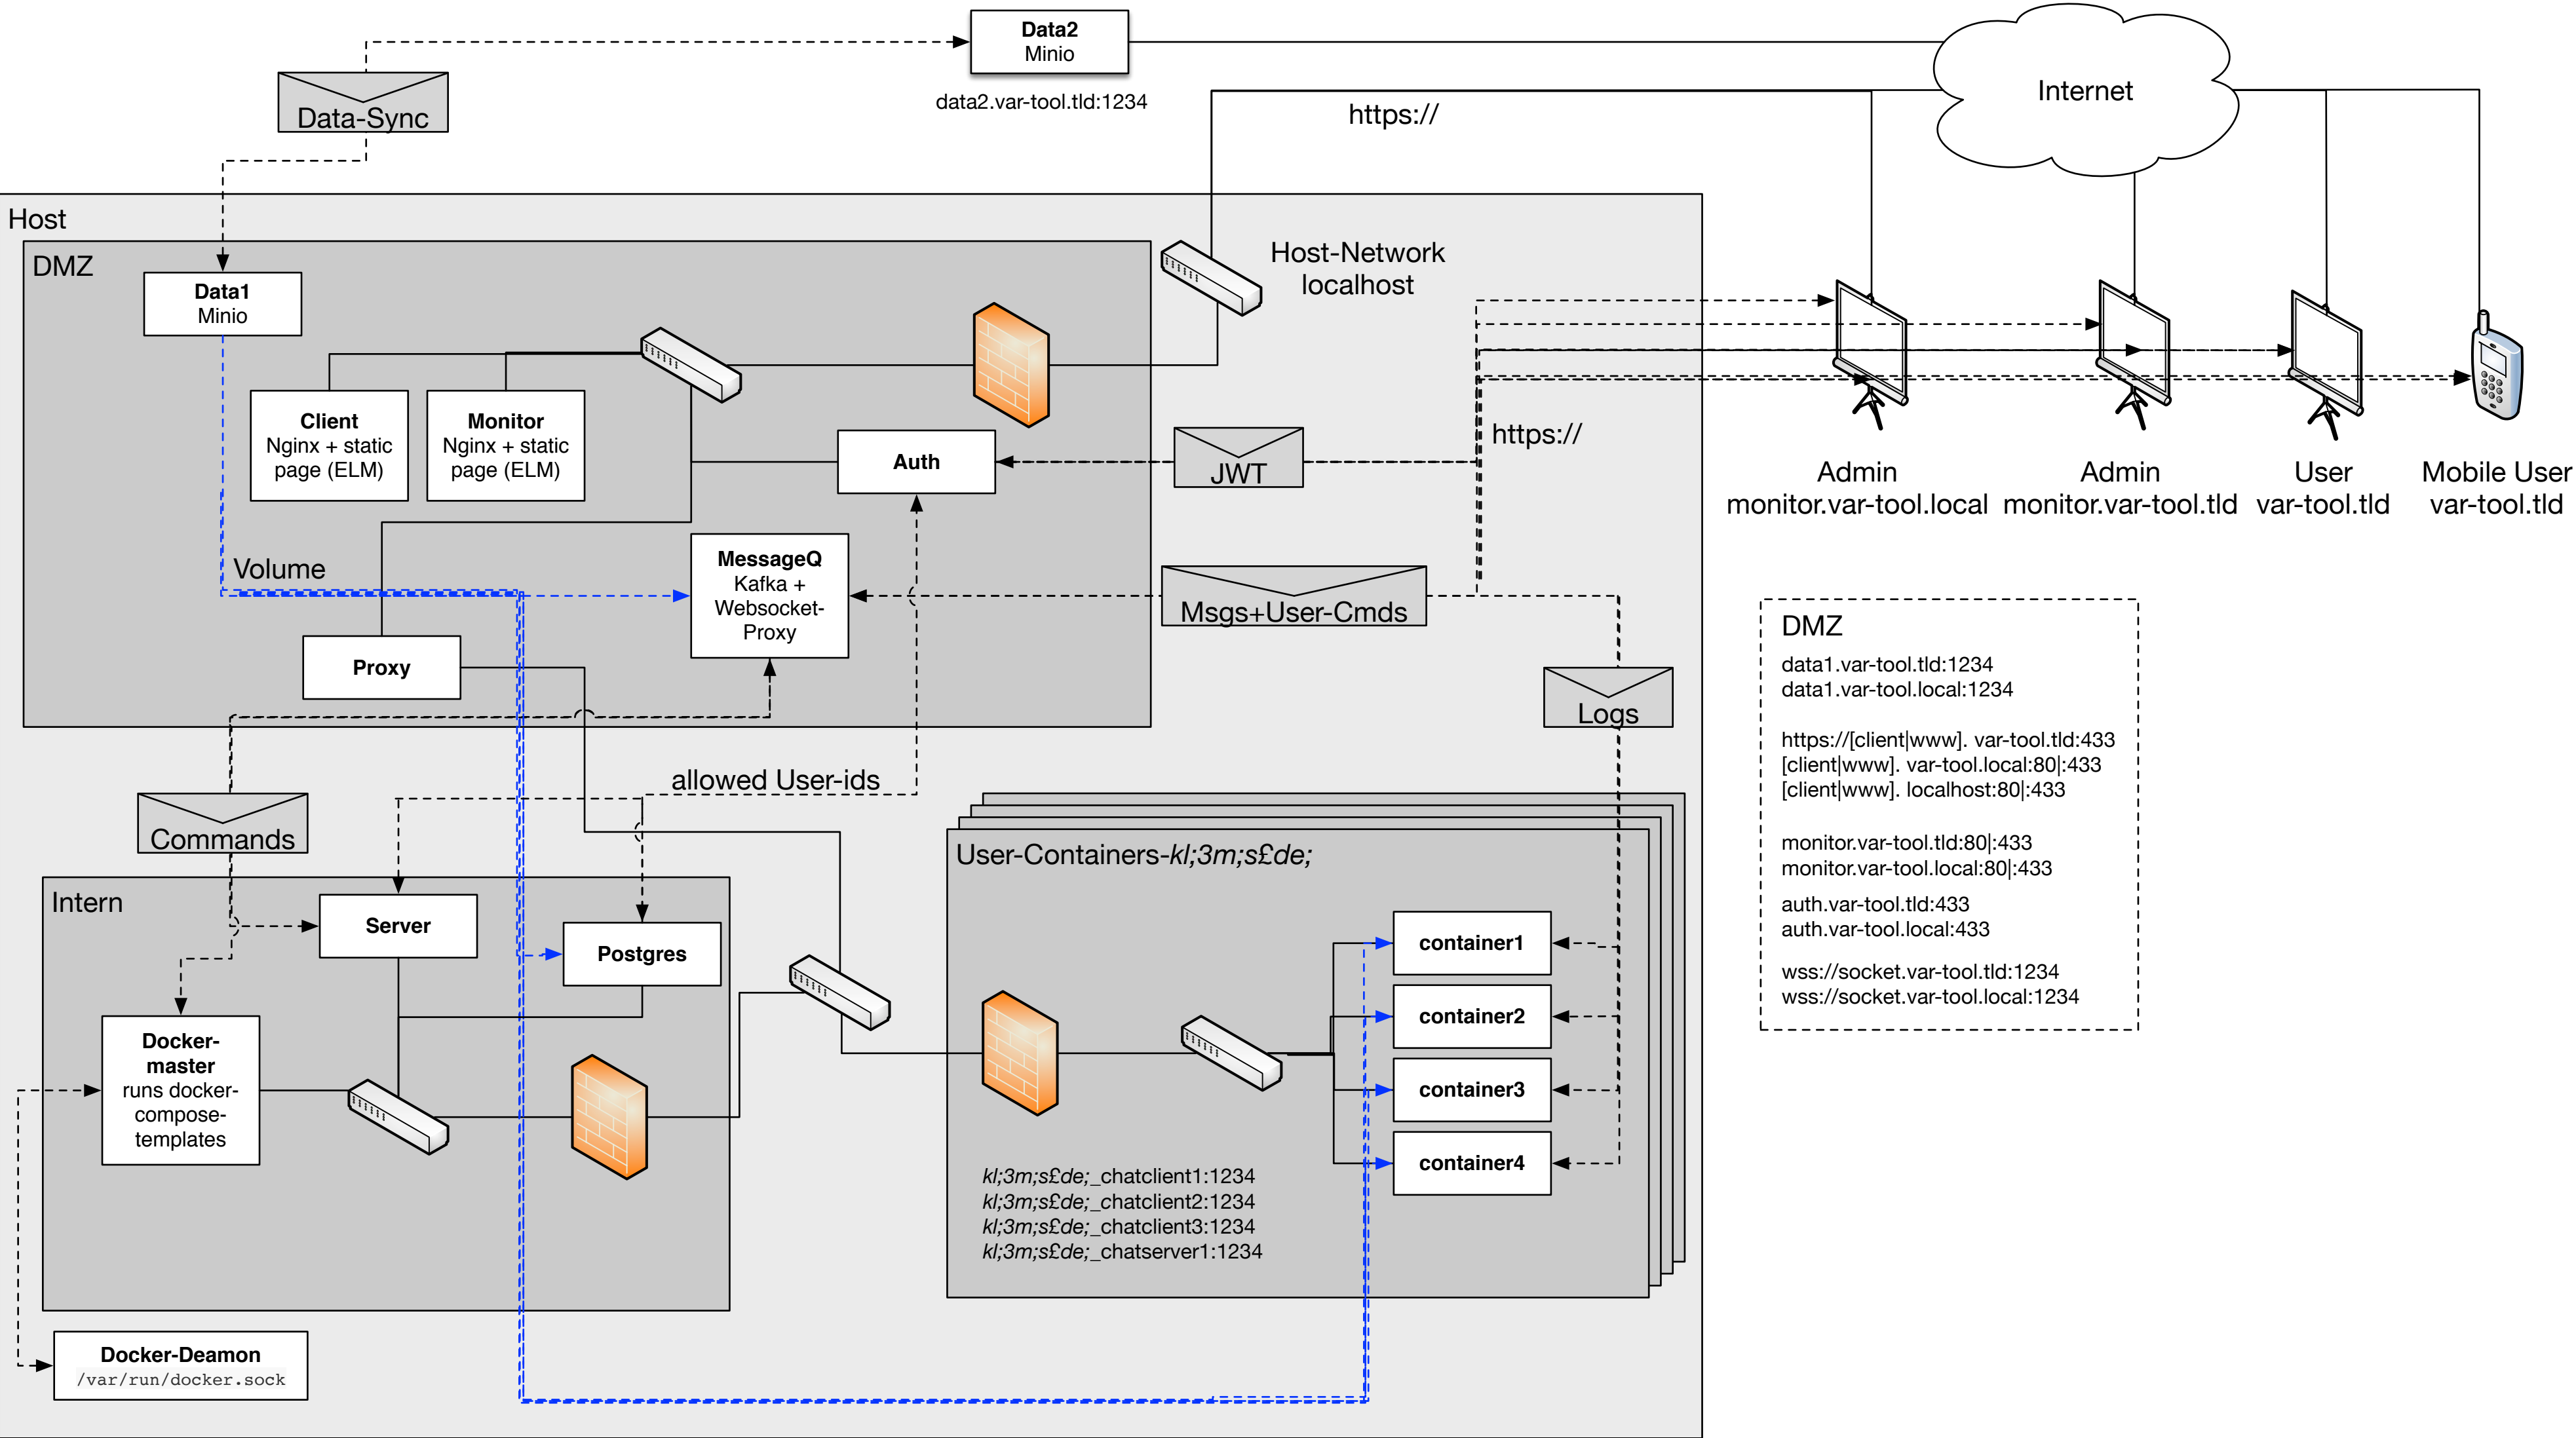 Data2
Minio
data2.var-tool.tld:1234
Data-Sync
https://
Internet
Host
DMZ
Data1
Minio
Host-Network
localhost
Client
Nginx + static
page (ELM)
Monitor
Nginx + static
page (ELM)
Auth
JWT
https://
Admin
monitor.var-tool.local
Admin
monitor.var-tool.tld
User
var-tool.tld
Mobile User
var-tool.tld
Volume
MessageQ
Kafka +
Websocket-
Proxy
Msgs+User-Cmds
Proxy
Logs
DMZ
data1.var-tool.tld:1234
data1.var-tool.local:1234
https://[client|www]. var-tool.tld:433
[client|www]. var-tool.local:80|:433
[client|www]. localhost:80|:433
monitor.var-tool.tld:80|:433
monitor.var-tool.local:80|:433
auth.var-tool.tld:433
auth.var-tool.local:433
wss://socket.var-tool.tld:1234
wss://socket.var-tool.local:1234
allowed User-ids
Commands
Intern
Server
Postgres
Docker-
master
runs docker-
compose-
templates
User-Containers-kl;3m;s£de;
container1
container2
container3
container4
kl;3m;s£de;_chatclient1:1234
kl;3m;s£de;_chatclient2:1234
kl;3m;s£de;_chatclient3:1234
kl;3m;s£de;_chatserver1:1234
Docker-Deamon
/var/run/docker.sock